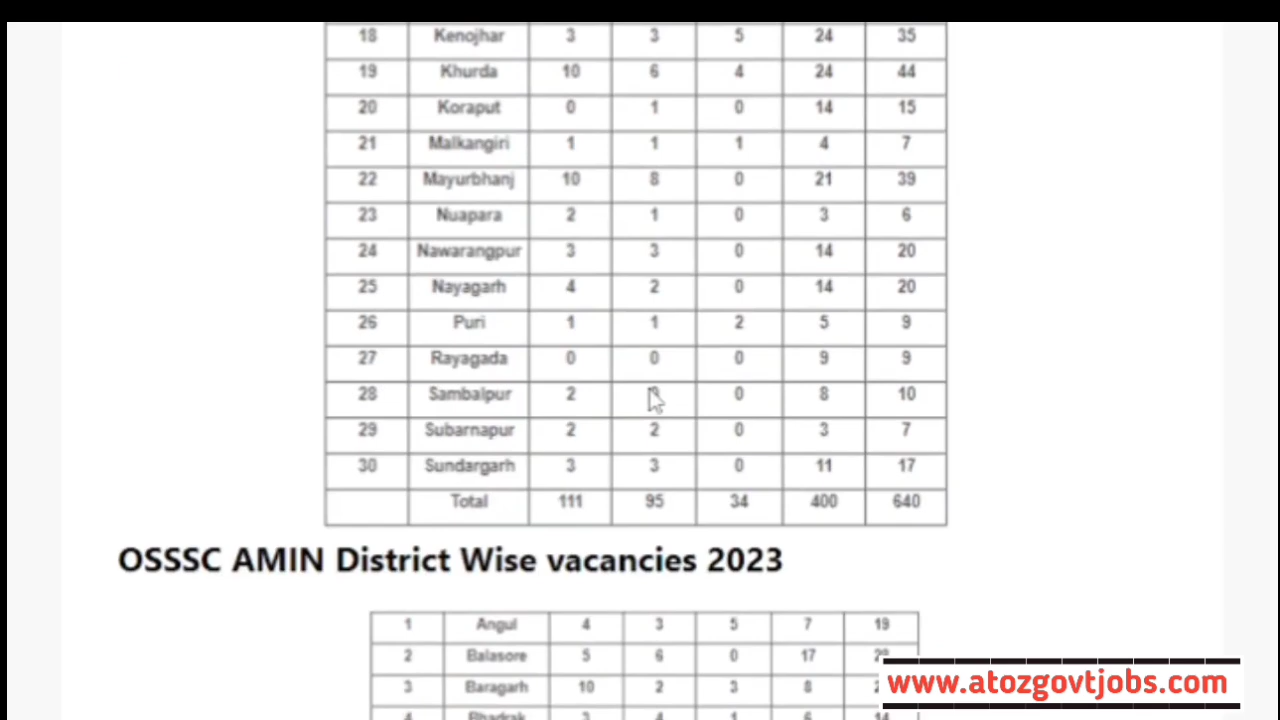 18 Kenojhar 3 3 5 24 35
19 Khurda 10 6 4 24 44
20 Koraput 0 1 0 14 15
21 Malkangiri 1 1 1 4 7
22 Mayurbhanj 10 8 0 21 39
23 Nuapara 2 1 0 3 6
24 Nawarangpur 3 3 0 14 20
25 Nayagarh 4 2 0 14 20
26 Puri 1 1 2 5 9
27 Rayagada 0 0 0 9 9
28 Sambalpur 2 0 8 10
29 Subarnapur 2 2 0 3 7
30 Sundargarh 3 3 0 11 17
Total 111 95 34 400 640
OSSSC AMIN District Wise vacancies 2023
1 Angul 4 3 5 7 19
2 Balasore 5 6 0 17
3 Baragarh 10 2 3 8
Bhadrak
www.atozgovtjobs.com